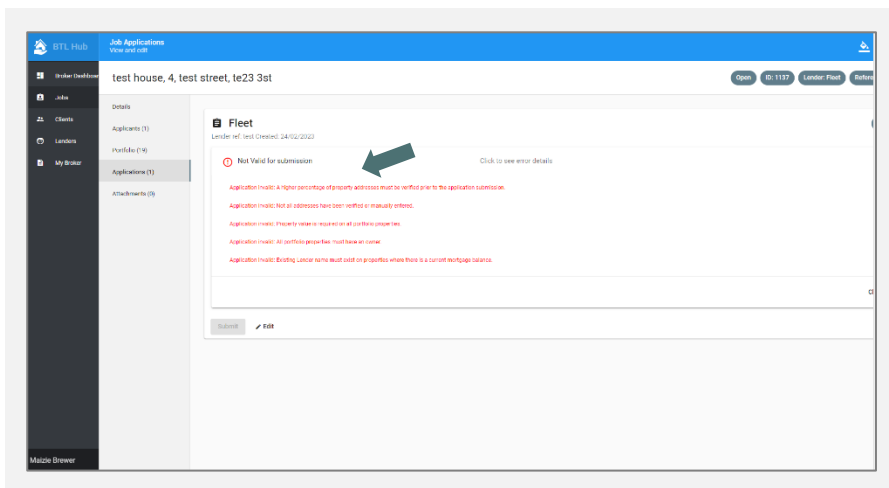 BTL Hub
Job Applications
View and edit
Broker Dashboar
Jobs
Clients
Lenders
My Broker
Maizie Brewer
test house, 4, test street, te23 3st
Open
ID: 1137
Lender: Fleet
Refere
Details
Applicants (1)
Portfolio (19)
Applications (1)
Attachments (0)
Fleet
Lender ref: test Created: 24/02/2023
Not Valid for submission
Click to see error details
Application Invalid: A higher percentage of property addresses must be verified prior to the application submission.
Application Invalid: Not all addresses have been verified or manually entered.
Application Invalid: Property value is required on all portfolio properties
Application Invalid: All portfolio properties must have an owner
Application Invalid: Existing Lender name must exist on properties where there is a current mortgage balance.
Cl
Submit
Edit